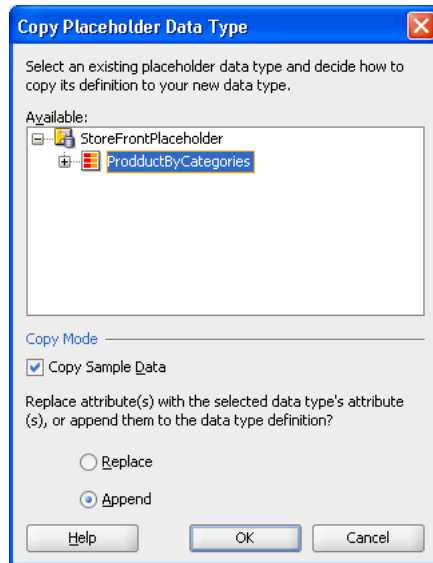 Copy Placeholder Data Type
Select an existing placeholder data type and decide how to
copy its definition to your new data type.
Available:
StoreFrontPlaceholder
ProdductByCategories
Copy Mode
Copy Sample Data
Replace attribute(s) with the selected data type's attribute
(s), or append them to the data type definition?
Replace
Append
Help
OK
Cancel